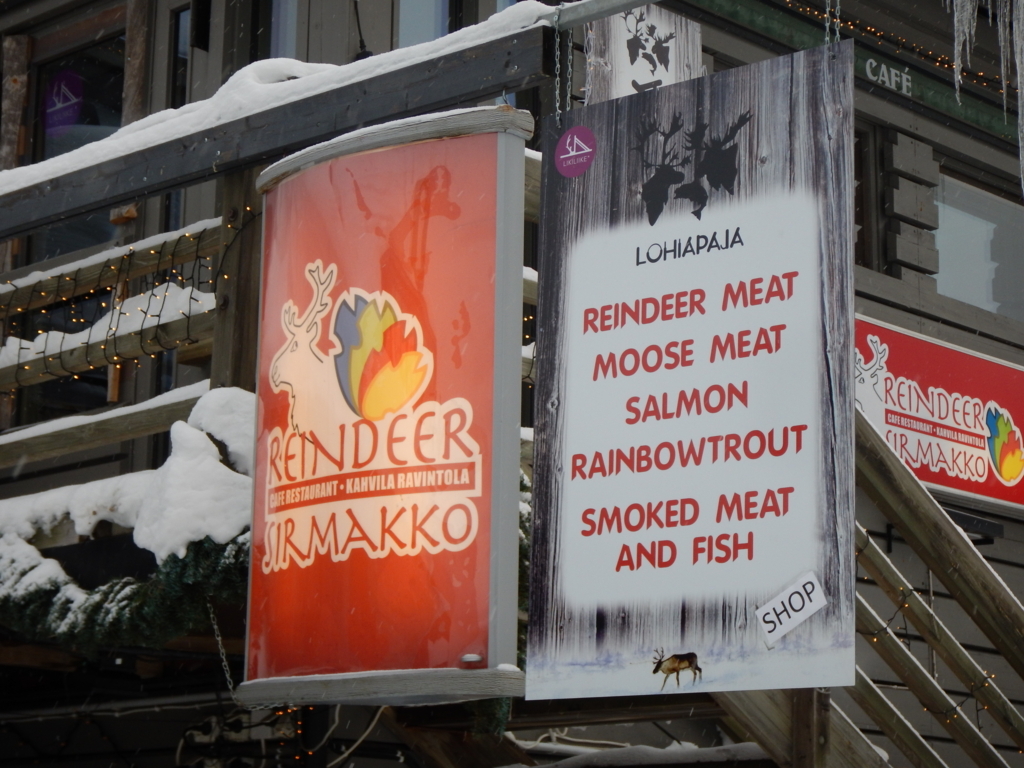 REINDEER
CAFE RESTAURANT • KAHVILA RAVINTOLA
SIRMAKKO
LOHIAPAJA
REINDEER MEAT
MOOSE MEAT
SALMON
RAINBOWTROUT
SMOKED MEAT
AND FISH
SHOP
CAFÉ
REINDEER
CAFE RESTAURANT • KAHVILA RAVINTOLA
SIRMAKKO